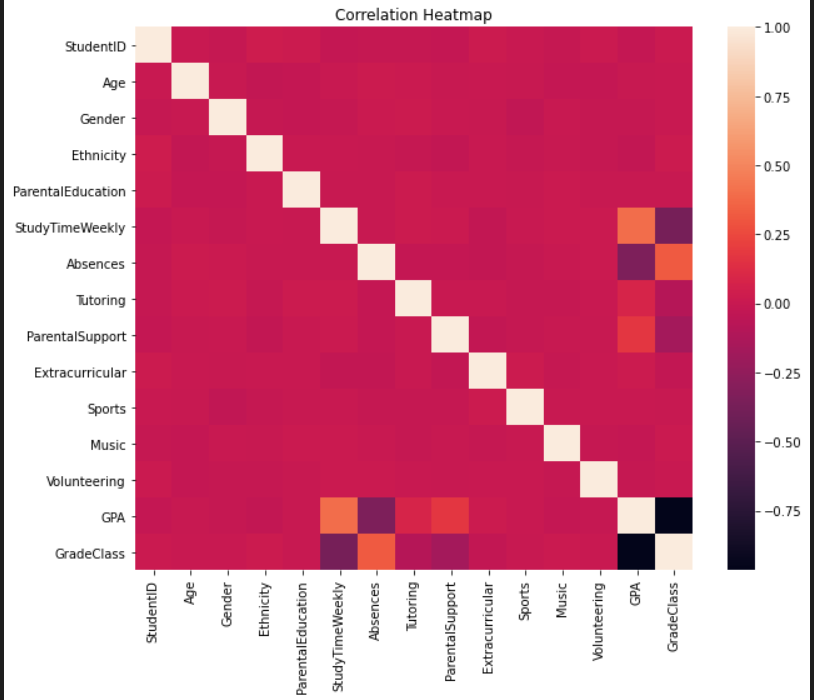 Correlation Heatmap
StudentID
Age
Gender
Ethnicity
ParentalEducation
StudyTimeWeekly
Absences
Tutoring
ParentalSupport
Extracurricular
Sports
Music
Volunteering
GPA
GradeClass
StudentID
Age
Gender
Ethnicity
ParentalEducation
StudyTimeWeekly
Absences
Tutoring
ParentalSupport
Extracurricular
Sports
Music
Volunteering
GPA
GradeClass
1.00
0.75
0.50
0.25
0.00
−0.25
−0.50
−0.75